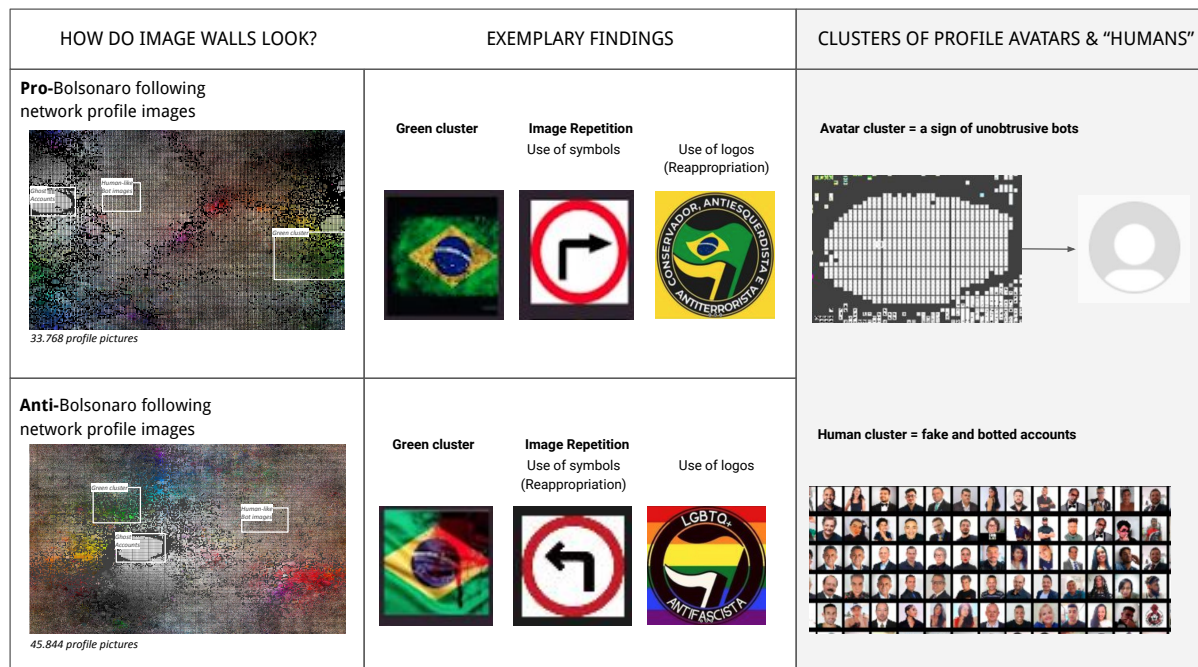 HOW DO IMAGE WALLS LOOK?
EXEMPLARY FINDINGS
CLUSTERS OF PROFILE AVATARS & “HUMANS”
Pro-Bolsonaro following
network profile images
Ghost
Accounts
Human-like
Bot images
Green cluster
33.768 profile pictures
Green cluster
Image Repetition
Use of symbols
Use of logos
(Reappropriation)
CONSERVADOR, ANTIESQUERDISTA E
ANTITERRORISTA
Avatar cluster = a sign of unobtrusive bots
Anti-Bolsonaro following
network profile images
Green cluster
Human-like
Bot images
Ghost
Accounts
45.844 profile pictures
Green cluster
Image Repetition
Use of symbols
(Reappropriation)
Use of logos
LGBTQ+
ANTIFASCISTA
Human cluster = fake and botted accounts